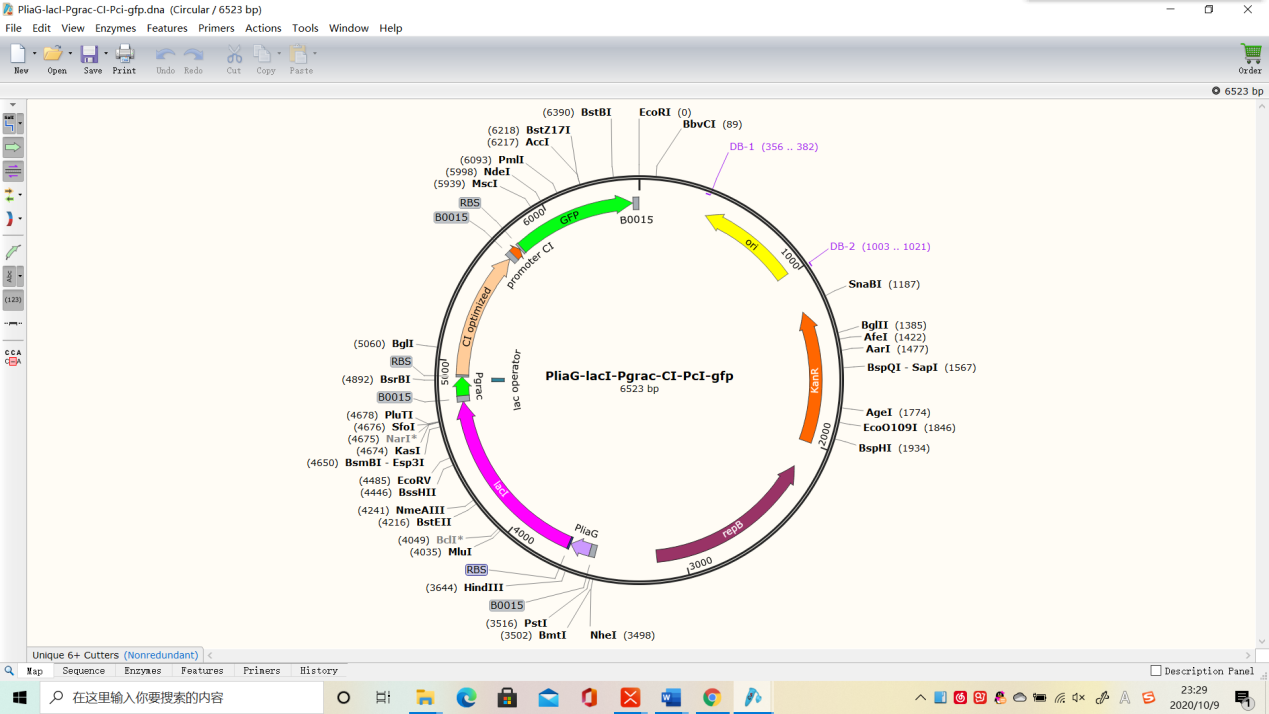 PliaG-lacI-Pgrac-CI-Pci-gfp.dna (Circular / 6523 bp)
File Edit View Enzymes Features Primers Actions Tools Window Help
New Open Save Print Undo Redo Cut Copy Paste Order
6523 bp
(6390) BstBI EcoRI (0)
BbvCI (89)
(6218) BstZ17I
(6217) AccI
DB-1 (356 .. 382)
(6093) PmlI
(5998) NdeI
(5939) MscI
RBS
B0015
6000
GFP
B0015
promoter CI
ori
1000
DB-2 (1003 .. 1021)
SnaBI (1187)
CI optimized
BglII (1385)
AfeI (1422)
AarI (1477)
BspQI - SapI (1567)
(5060) BglI
RBS
5000
(4892) BsrBI
B0015
Pgrac
lac operator
PliaG-lacI-Pgrac-CI-Pci-gfp
6523 bp
KanR
AgeI (1774)
EcoO109I (1846)
2000
BspHI (1934)
(4678) PluTI
(4676) SfoI
(4675) NarI*
(4674) KasI
(4650) BsmBI - Esp3I
(4485) EcoRV
(4446) BssHII
lacI
(4241) NmeAIII
(4216) BstEII
(4049) BclI*
(4035) MluI
4000
PliaG
repB
3000
RBS
(3644) HindIII
B0015
(3516) PstI
(3502) BmtI
NheI (3498)
Unique 6+ Cutters (Nonredundant)
Map Sequence Enzymes Features Primers History Description Panel
在这里输入你要搜索的内容
23:29
2020/10/9